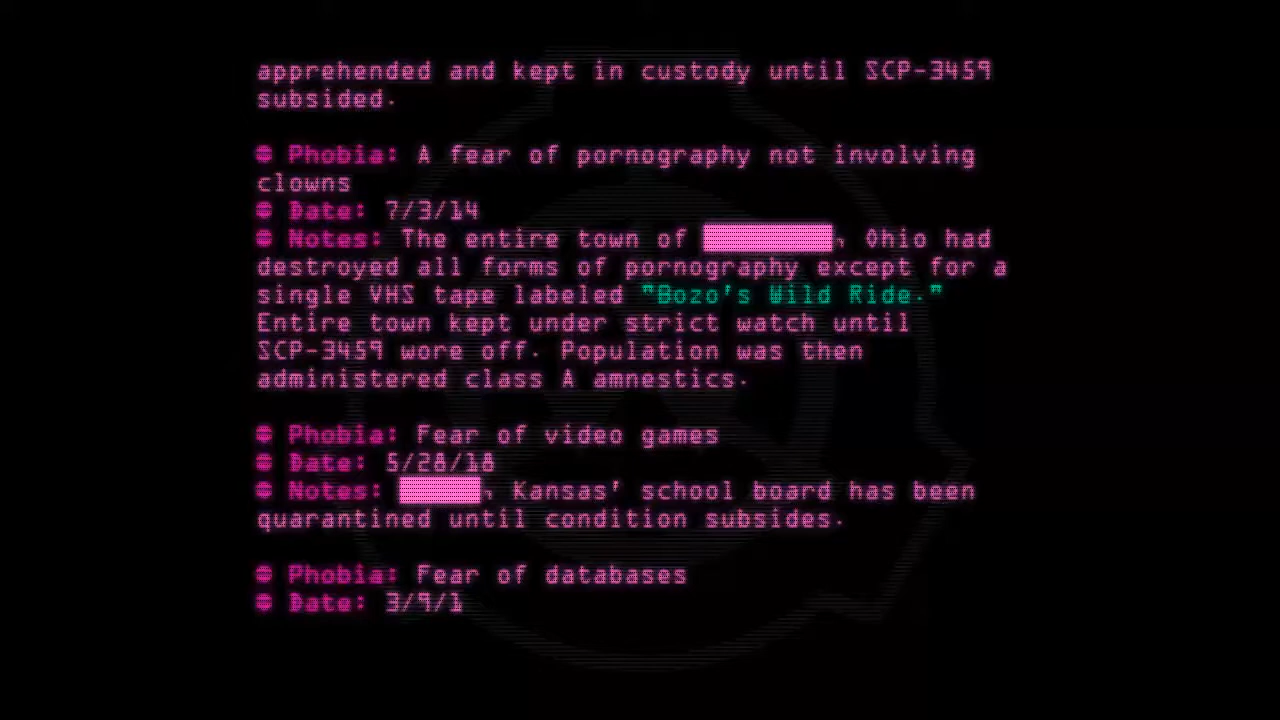 apprehended and kept in custody until SCP-3459
subsided.
Phobia: A fear of pornography not involving
clowns
Date: 7/3/14
Notes: The entire town of ████████, Ohio had
destroyed all forms of pornography except for a
single VHS tape labeled "Bozo's Wild Ride."
Entire town kept under strict watch until
SCP-3459 wore off. Population was then
administered class A amnestics.
Phobia: Fear of video games
Date: 5/28/18
Notes: █████, Kansas' school board has been
quarantined until condition subsides.
Phobia: Fear of databases
Date: 3/9/1